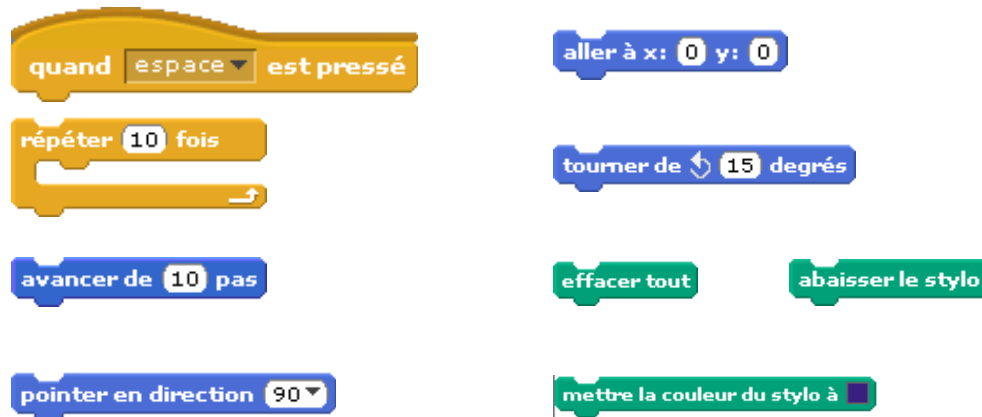 quand espace est pressé
aller à x: 0 y: 0
répéter 10 fois
tourner de 15 degrés
avancer de 10 pas
effacer tout
abaisser le stylo
pointer en direction 90
mettre la couleur du stylo à